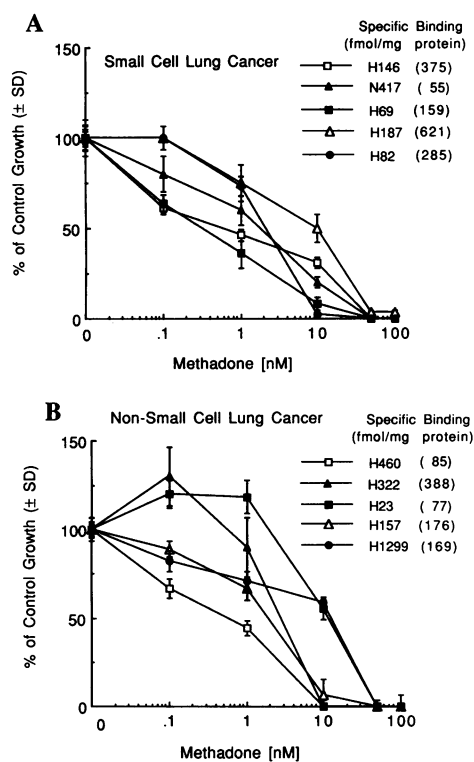 A
Small Cell Lung Cancer
Specific Binding
(fmol/mg protein)
H146 (375)
N417 ( 55)
H69 (159)
H187 (621)
H82 (285)
% of Control Growth (± SD)
150
100
50
0
0 .1 1 10 100
Methadone [nM]
B
Non-Small Cell Lung Cancer
Specific Binding
(fmol/mg protein)
H460 ( 85)
H322 (388)
H23 ( 77)
H157 (176)
H1299 (169)
% of Control Growth (± SD)
150
100
50
0
0 .1 1 10 100
Methadone [nM]